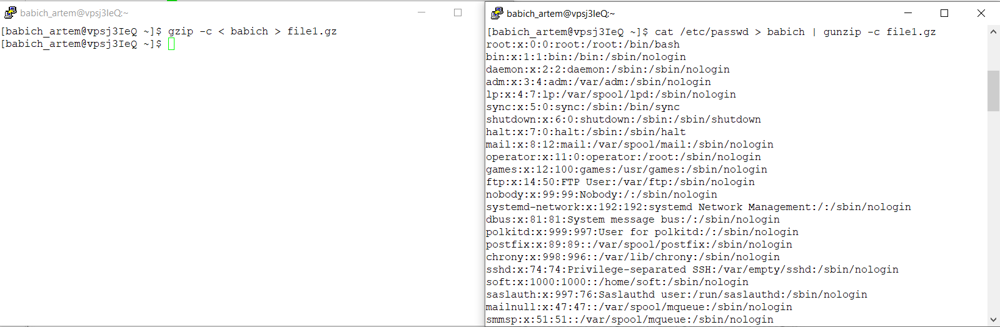 babich_artem@vpsj3IeQ:~
[babich_artem@vpsj3IeQ ~]$ gzip -c < babich > file1.gz
[babich_artem@vpsj3IeQ ~]$
babich_artem@vpsj3IeQ:~
[babich_artem@vpsj3IeQ ~]$ cat /etc/passwd > babich | gunzip -c file1.gz
root:x:0:0:root:/root:/bin/bash
bin:x:1:1:bin:/bin:/sbin/nologin
daemon:x:2:2:daemon:/sbin:/sbin/nologin
adm:x:3:4:adm:/var/adm:/sbin/nologin
lp:x:4:7:lp:/var/spool/lpd:/sbin/nologin
sync:x:5:0:sync:/sbin:/bin/sync
shutdown:x:6:0:shutdown:/sbin:/sbin/shutdown
halt:x:7:0:halt:/sbin:/sbin/halt
mail:x:8:12:mail:/var/spool/mail:/sbin/nologin
operator:x:11:0:operator:/root:/sbin/nologin
games:x:12:100:games:/usr/games:/sbin/nologin
ftp:x:14:50:FTP User:/var/ftp:/sbin/nologin
nobody:x:99:99:Nobody:/:/sbin/nologin
systemd-network:x:192:192:systemd Network Management:/:/sbin/nologin
dbus:x:81:81:System message bus:/:/sbin/nologin
polkitd:x:999:997:User for polkitd:/:/sbin/nologin
postfix:x:89:89::/var/spool/postfix:/sbin/nologin
chrony:x:998:996::/var/lib/chrony:/sbin/nologin
sshd:x:74:74:Privilege-separated SSH:/var/empty/sshd:/sbin/nologin
soft:x:1000:1000::/home/soft:/sbin/nologin
saslauth:x:997:76:Saslauthd user:/run/saslauthd:/sbin/nologin
mailnull:x:47:47::/var/spool/mqueue:/sbin/nologin
smmsp:x:51:51::/var/spool/mqueue:/sbin/nologin